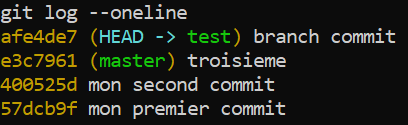 git log --oneline
afe4de7 (HEAD -> test) branch commit
e3c7961 (master) troisieme
400525d mon second commit
57dcb9f mon premier commit